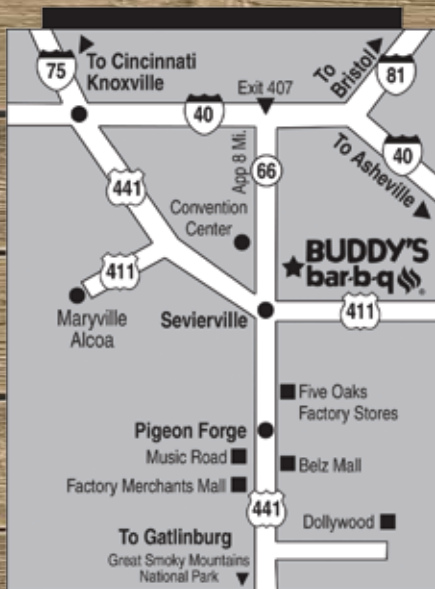 To Cincinnati
Knoxville
75
To
Bristol
81
Exit 407
40
App 8 Mi.
66
To Asheville
40
441
Convention
Center
BUDDY'S
bar-b-q®
411
Maryville
Alcoa
Sevierville
411
Five Oaks
Factory Stores
Pigeon Forge
Music Road
Belz Mall
Factory Merchants Mall
441
Dollywood
To Gatlinburg
Great Smoky Mountains
National Park